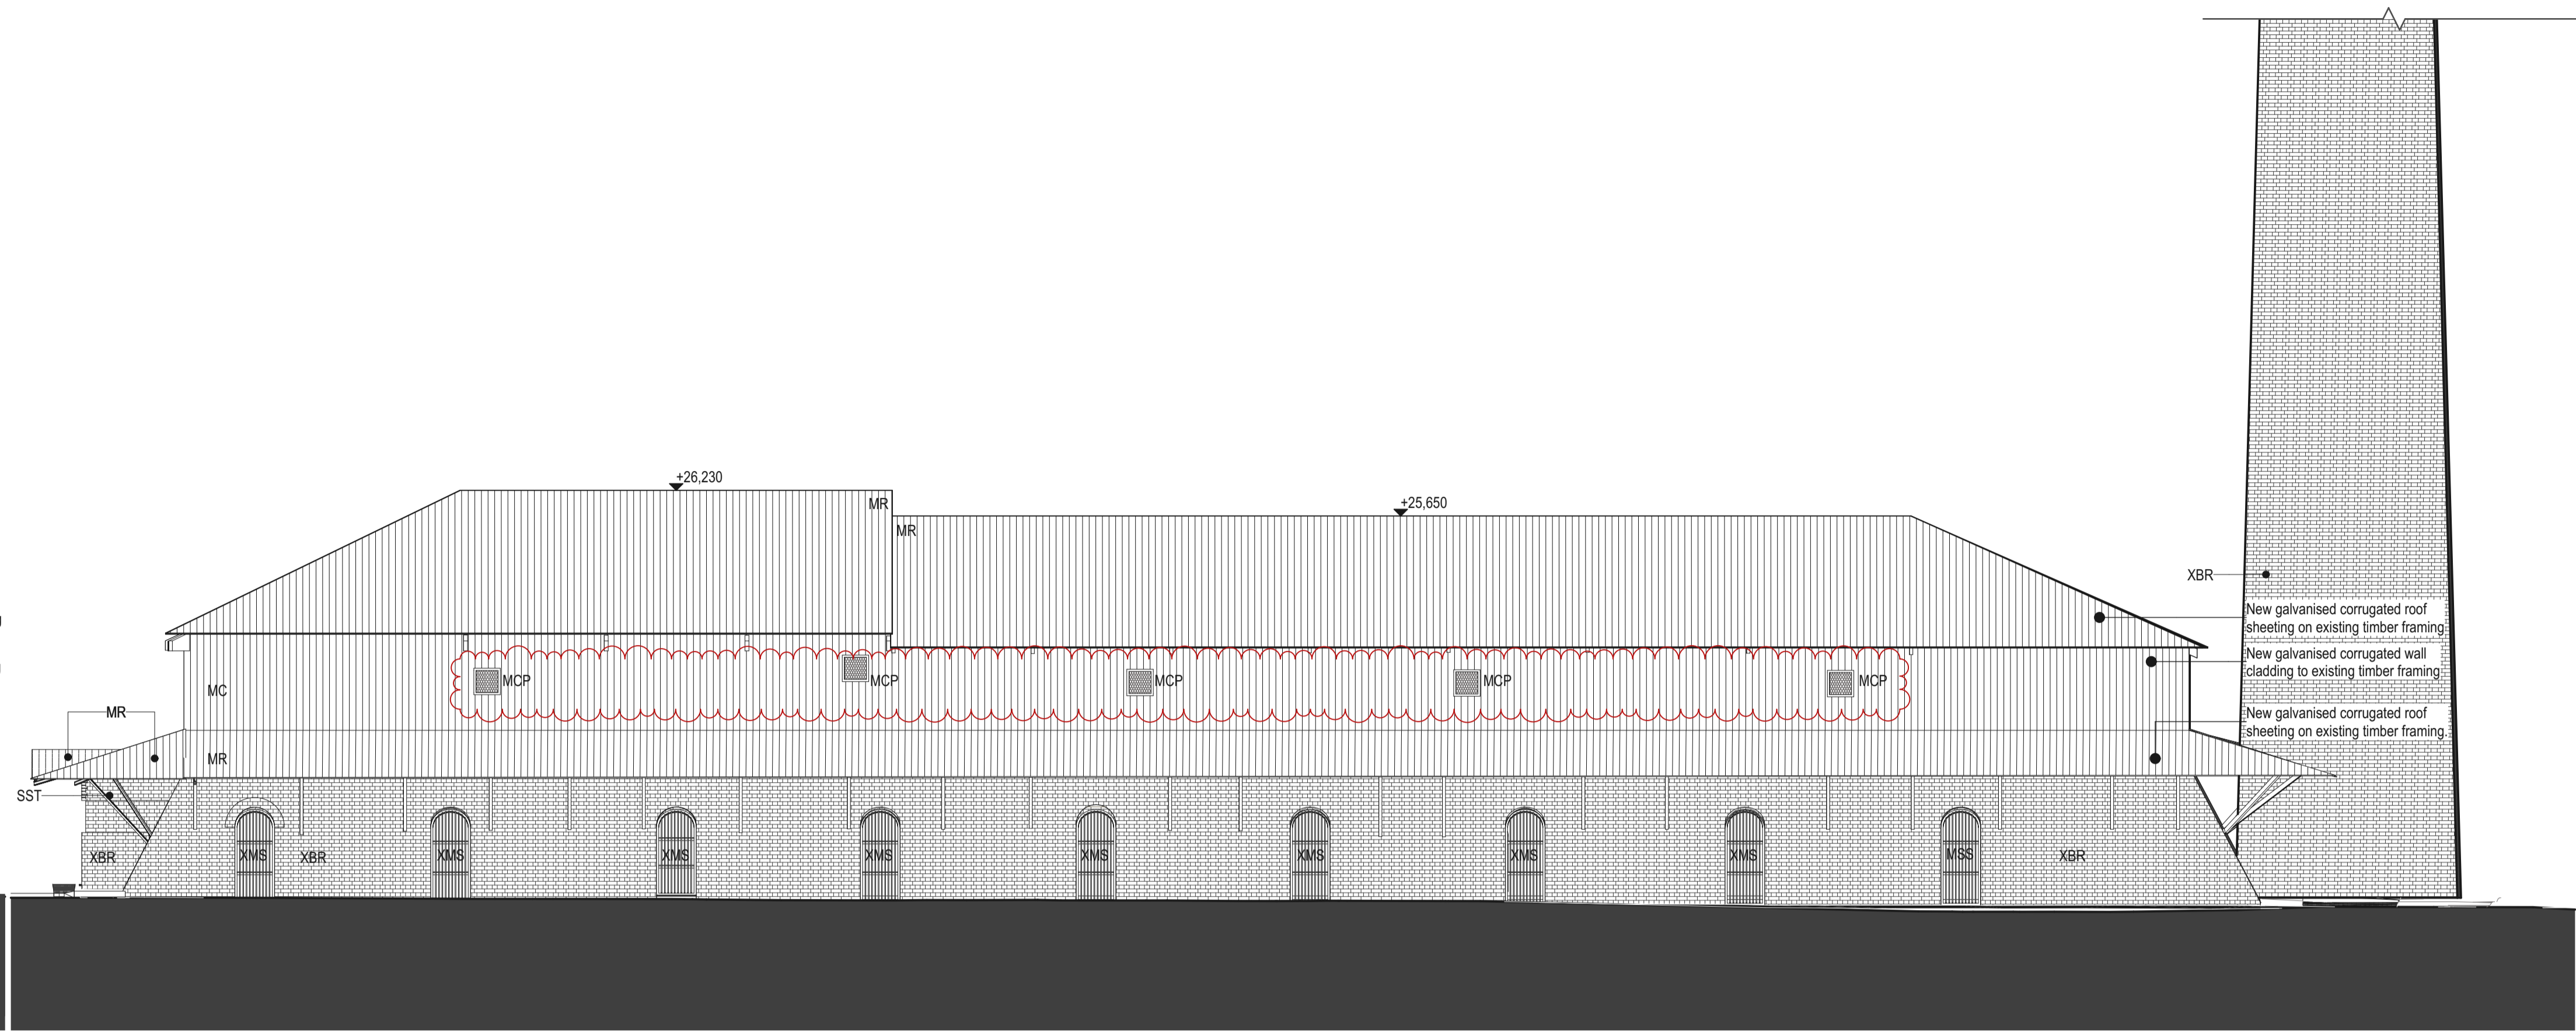 +26,230
+25,650
MR
MR
XBR
New galvanised corrugated roof
sheeting on existing timber framing
New galvanised corrugated wall
cladding to existing timber framing
MCP
MCP
MCP
MCP
MCP
MC
MR
New galvanised corrugated roof
sheeting on existing timber framing.
MR
SST
XBR
XMS
XBR
XMS
XMS
XMS
XMS
XMS
XMS
XMS
MSS
XBR